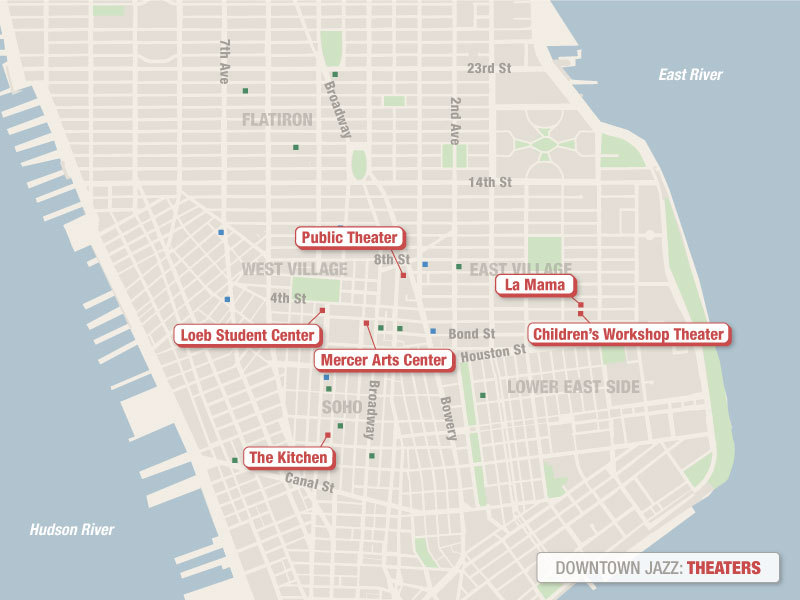 7th Ave
23rd St
East River
Broadway
2nd Ave
FLATIRON
14th St
Public Theater
8th St
WEST VILLAGE
EAST VILLAGE
La Mama
4th St
Loeb Student Center
Bond St
Children's Workshop Theater
Mercer Arts Center
Houston St
LOWER EAST SIDE
SOHO
Broadway
Bowery
The Kitchen
Canal St
Hudson River
DOWNTOWN JAZZ: THEATERS